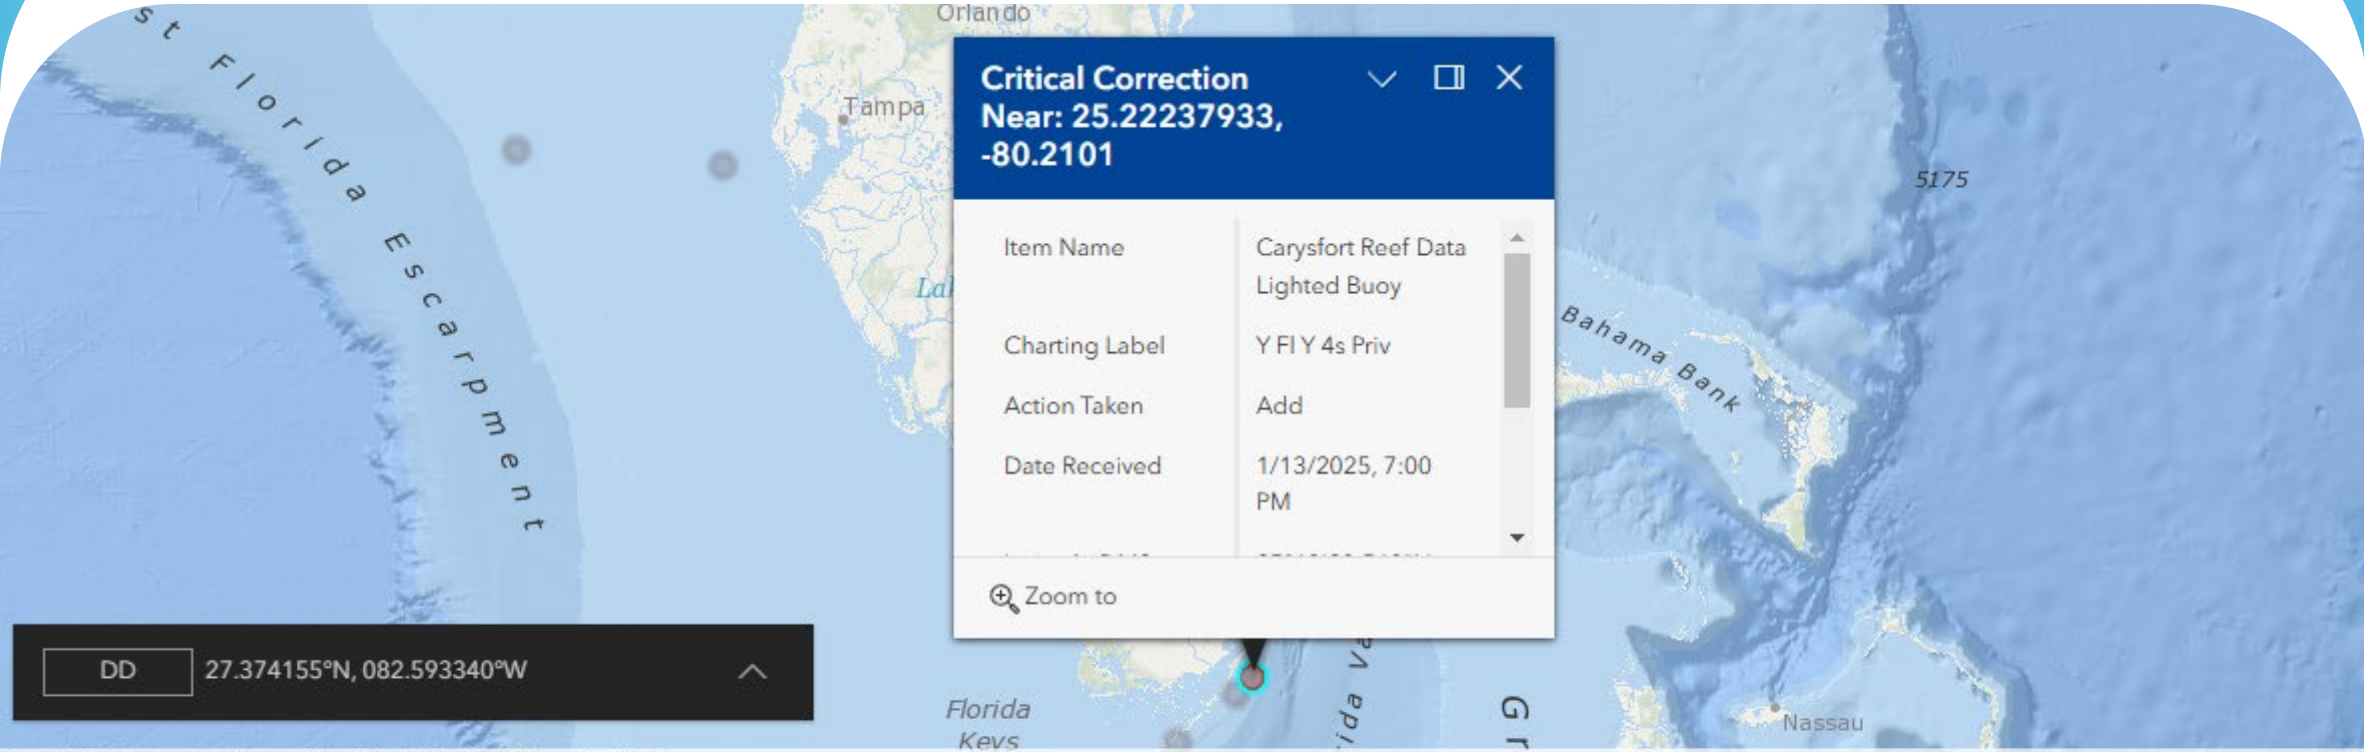 st Florida Escarpment
Orlando
Tampa
Critical Correction
Near: 25.22237933,
-80.2101
Item Name
Carysfort Reef Data
Lighted Buoy
Charting Label
Y Fl Y 4s Priv
Action Taken
Add
Date Received
1/13/2025, 7:00
PM
Zoom to
5175
Bahama Bank
DD
27.374155°N, 082.593340°W
Florida
Keys
Nassau